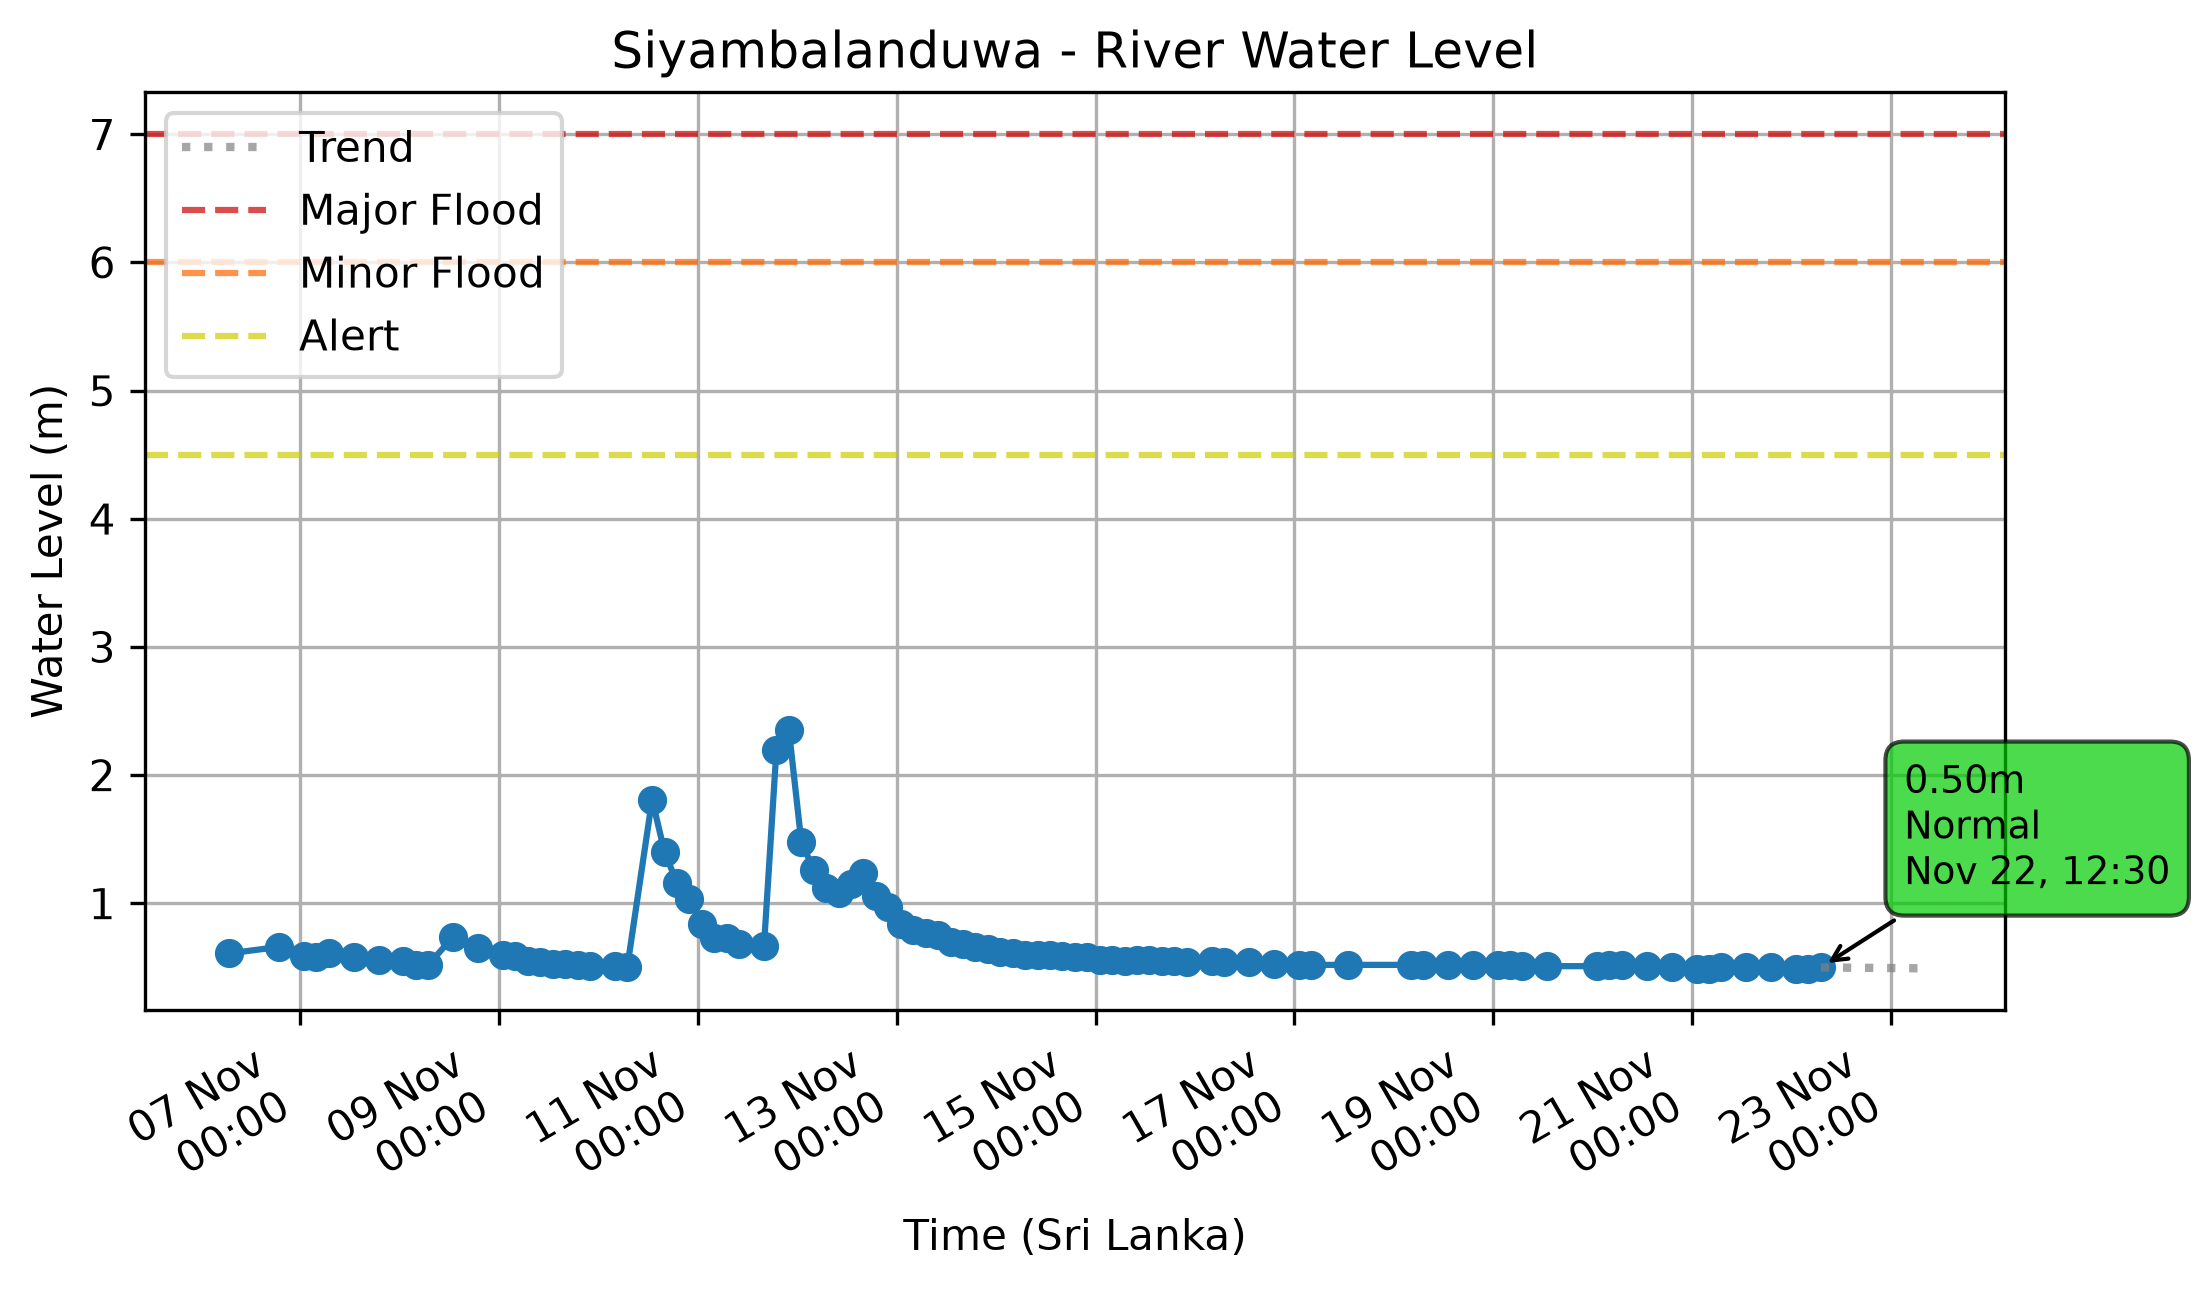 Siyambalanduwa - River Water Level
Water Level (m)
7
6
5
4
3
2
1
Trend
Major Flood
Minor Flood
Alert
0.50m
Normal
Nov 22, 12:30
07 Nov
00:00
09 Nov
00:00
11 Nov
00:00
13 Nov
00:00
15 Nov
00:00
17 Nov
00:00
19 Nov
00:00
21 Nov
00:00
23 Nov
00:00
Time (Sri Lanka)